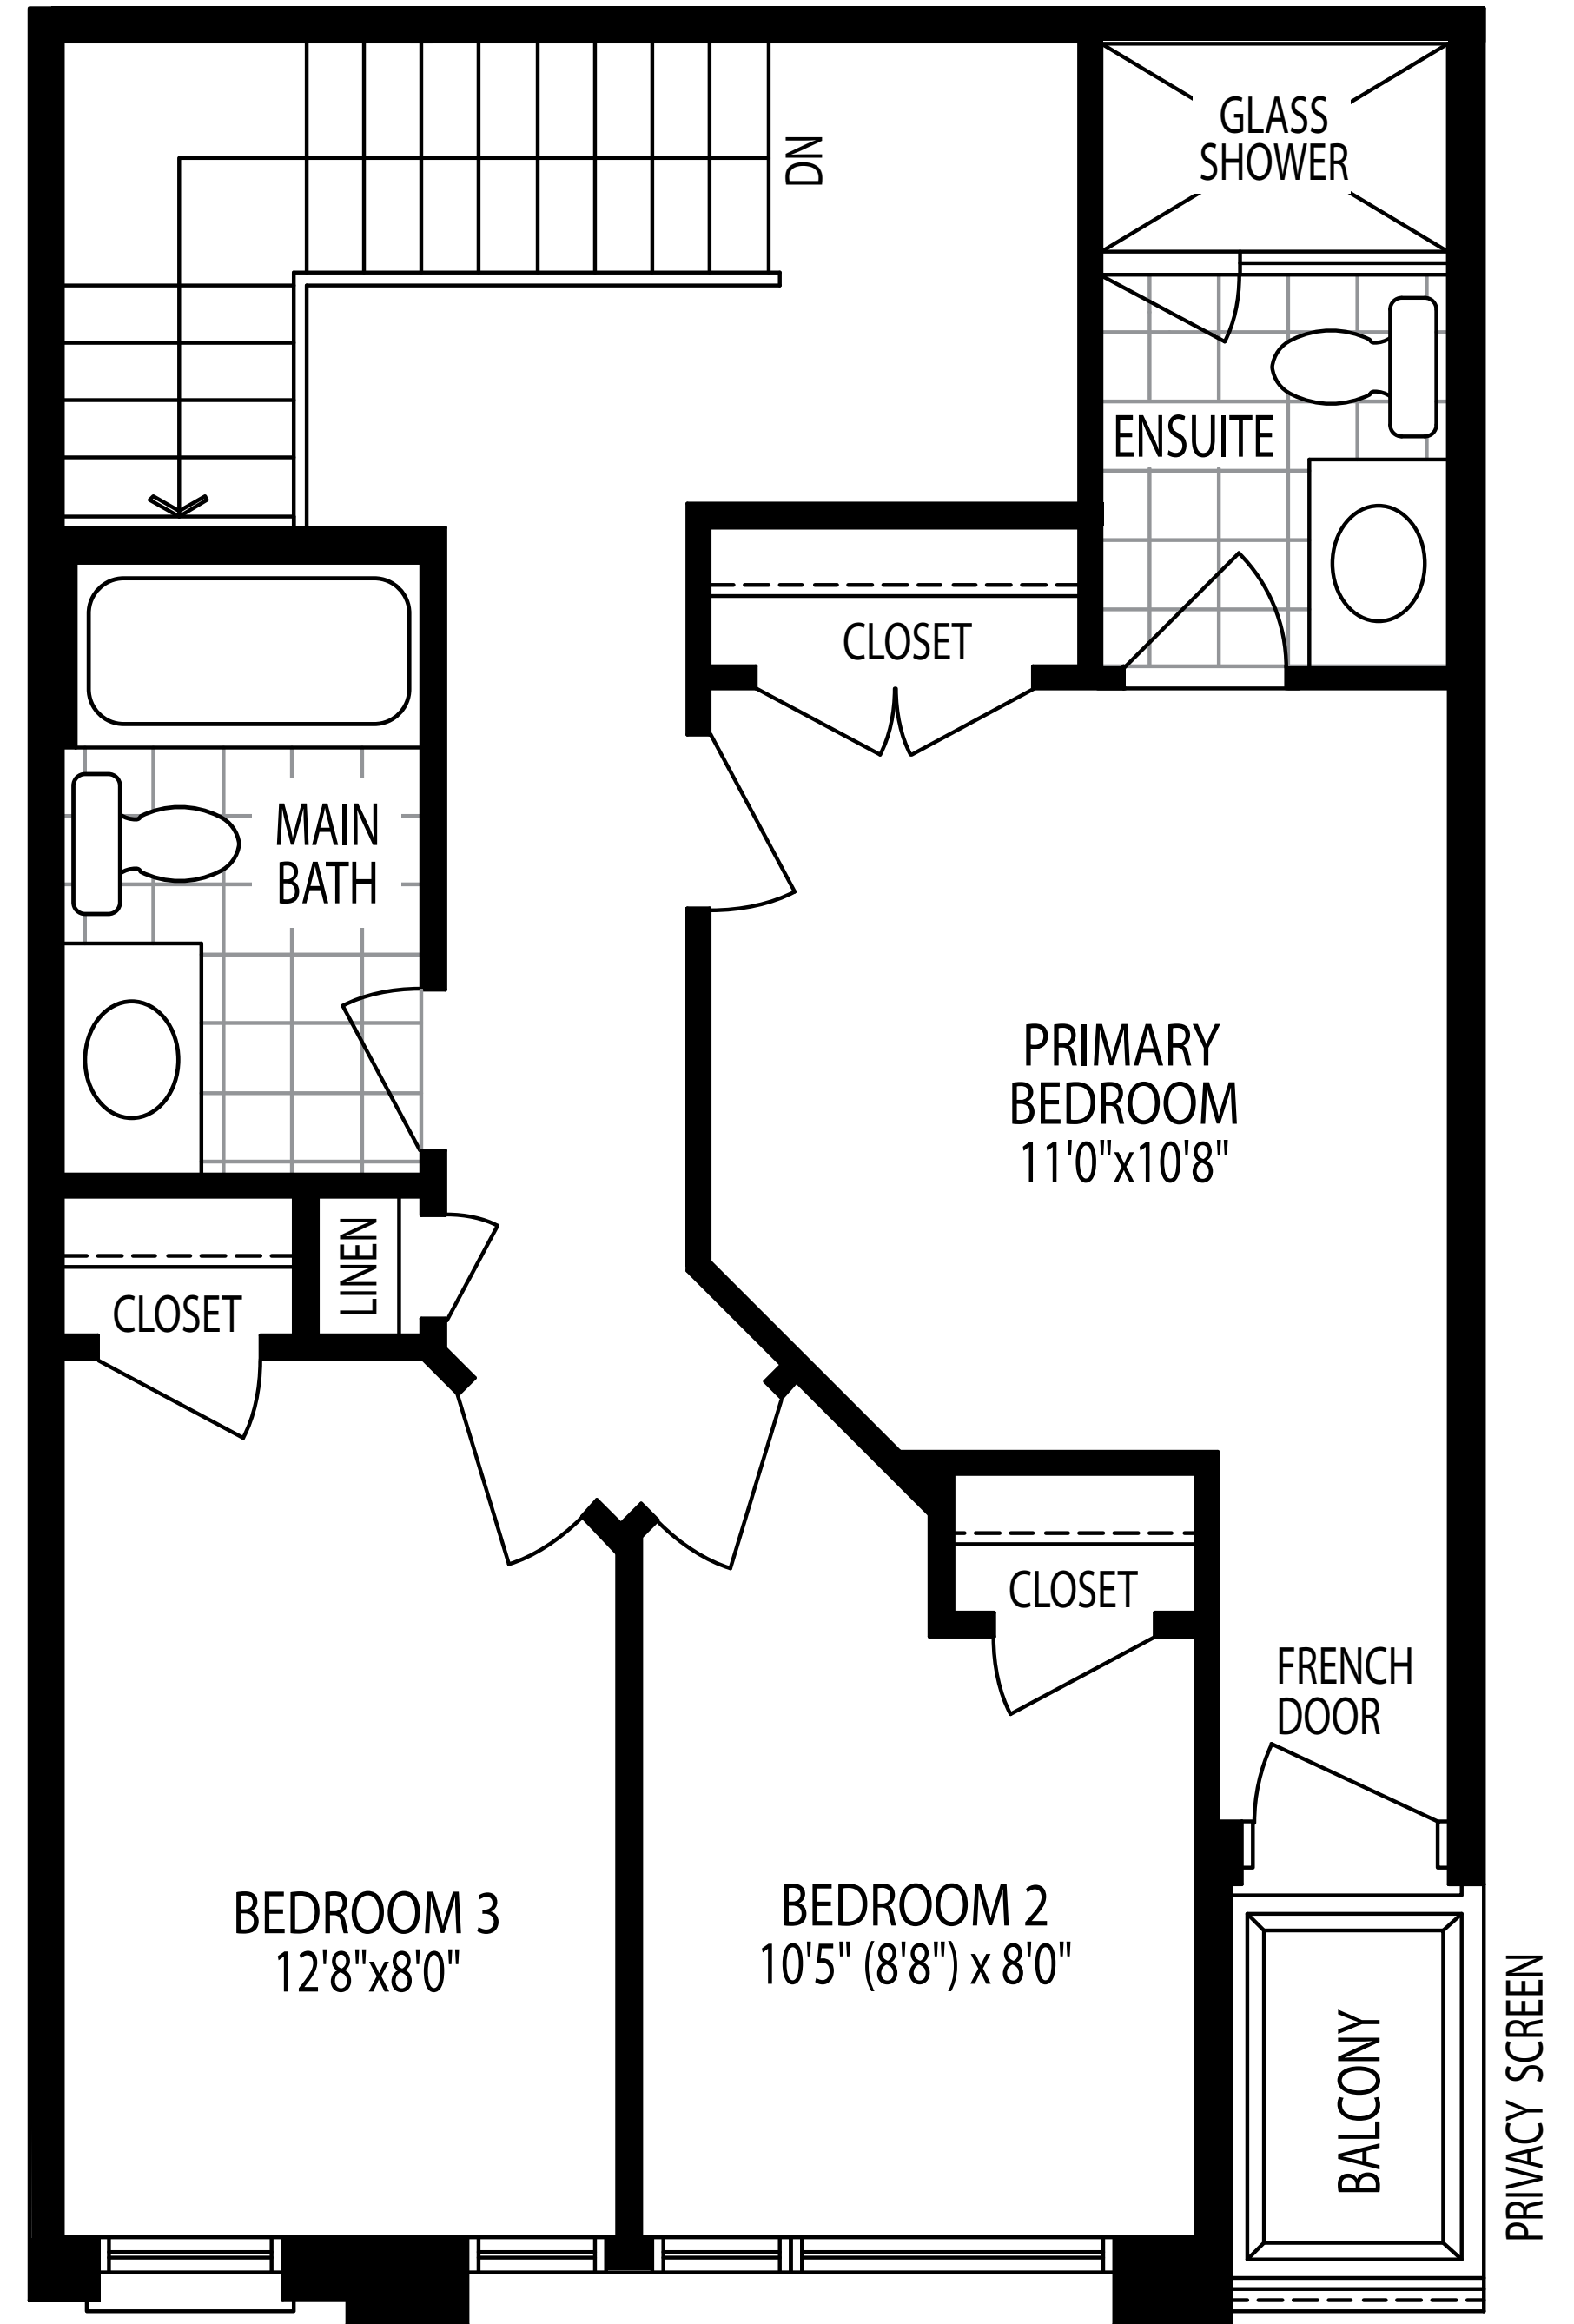 DN
GLASS
SHOWER
ENSUITE
CLOSET
MAIN
BATH
PRIMARY
BEDROOM
11'0"x10'8"
LINEN
CLOSET
CLOSET
FRENCH
DOOR
BEDROOM 3
12'8"x8'0"
BEDROOM 2
10'5" (8'8") x 8'0"
BALCONY
PRIVACY SCREEN